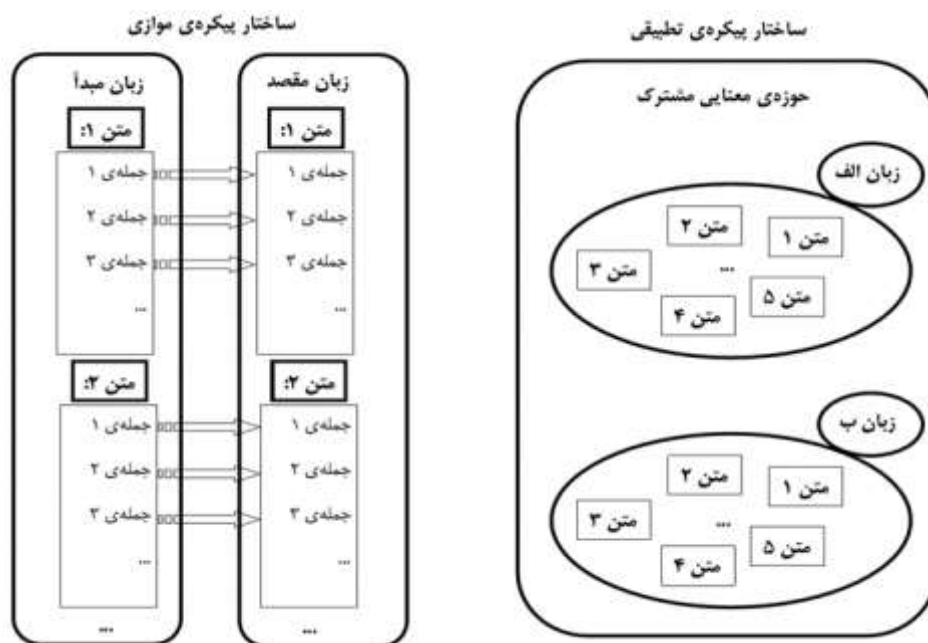 ساختار پیکره‌ی تطبیقی
حوزه‌ی معنایی مشترک
زبان الف
متن ۱
متن ۲
متن ۳
...
متن ۵
متن ۴
زبان ب
متن ۱
متن ۲
متن ۳
...
متن ۵
متن ۴
ساختار پیکره‌ی موازی
زبان مقصد
متن ۱:
جمله‌ی ۱
جمله‌ی ۲
جمله‌ی ۳
...
متن ۲:
جمله‌ی ۱
جمله‌ی ۲
جمله‌ی ۳
...
...
زبان مبدأ
متن ۱:
جمله‌ی ۱
جمله‌ی ۲
جمله‌ی ۳
...
متن ۲:
جمله‌ی ۱
جمله‌ی ۲
جمله‌ی ۳
...
...